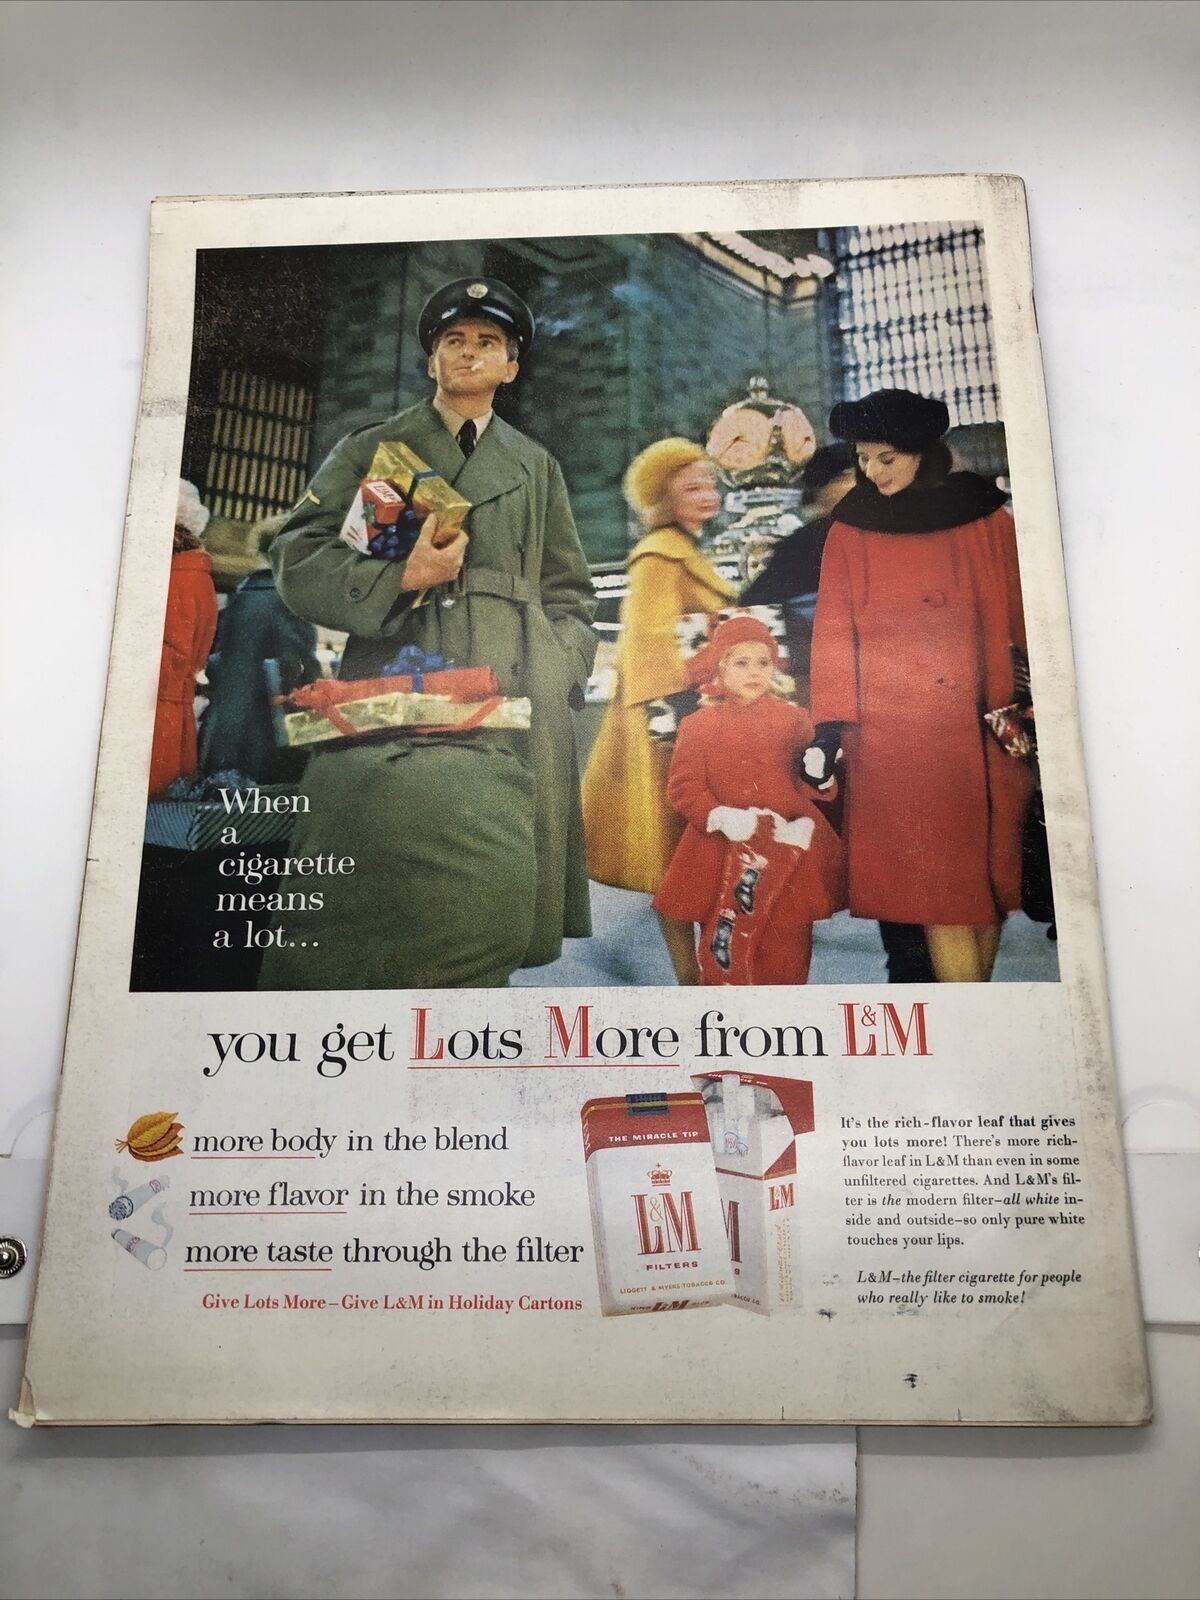 When
a
cigarette
means
a lot...
you get Lots More from L&M
more body in the blend
more flavor in the smoke
more taste through the filter
Give Lots More–Give L&M in Holiday Cartons
THE MIRACLE TIP
L&M
FILTERS
LIGGETT & MYERS TOBACCO CO.
L&M
L&M
It's the rich-flavor leaf that gives
you lots more! There's more rich-
flavor leaf in L&M than even in some
unfiltered cigarettes. And L&M's fil-
ter is the modern filter–all white in-
side and outside–so only pure white
touches your lips.
L&M–the filter cigarette for people
who really like to smoke!